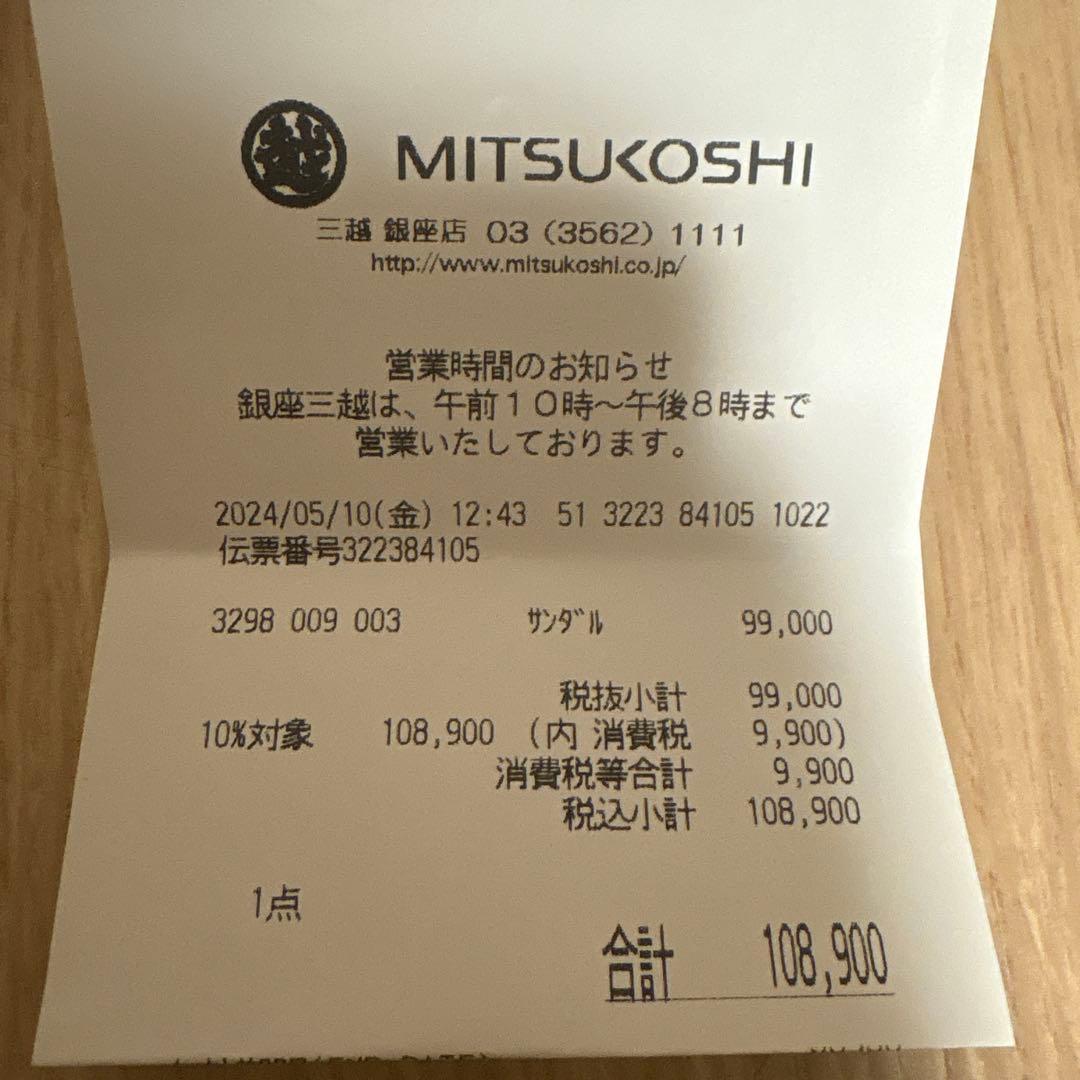 越 MITSUKOSHI
三越 銀座店 03 (3562) 1111
http://www.mitsukoshi.co.jp/
営業時間のお知らせ
銀座三越は、午前10時〜午後8時まで
営業いたしております。
2024/05/10(金) 12:43 51 3223 84105 1022
伝票番号322384105
3298 009 003 サンダル 99,000
税抜小計 99,000
10%対象 108,900 (内 消費税 9,900)
消費税等合計 9,900
税込小計 108,900
1点
合計 108,900